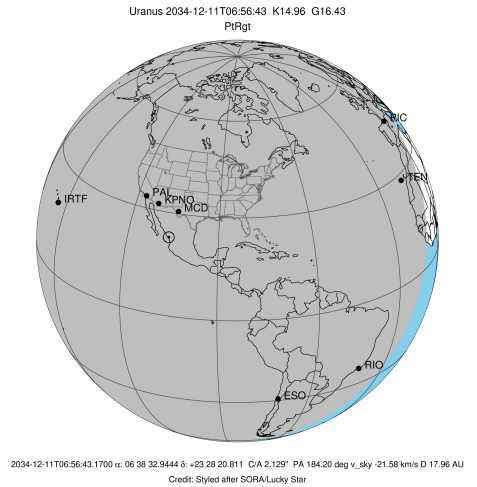 Uranus 2034-12-11T06:56:43 K14.96 G16.43
PtRgt
PIC
TEN
IRTF
PAL
KPNO
MCD
RIO
ESO
2034-12-11T06:56:43.1700 α: 06 38 32.9444 δ: +23 28 20.811 C/A 2.129" PA 184.20 deg v_sky -21.58 km/s D 17.96 AU
Credit: Styled after SORA/Lucky Star